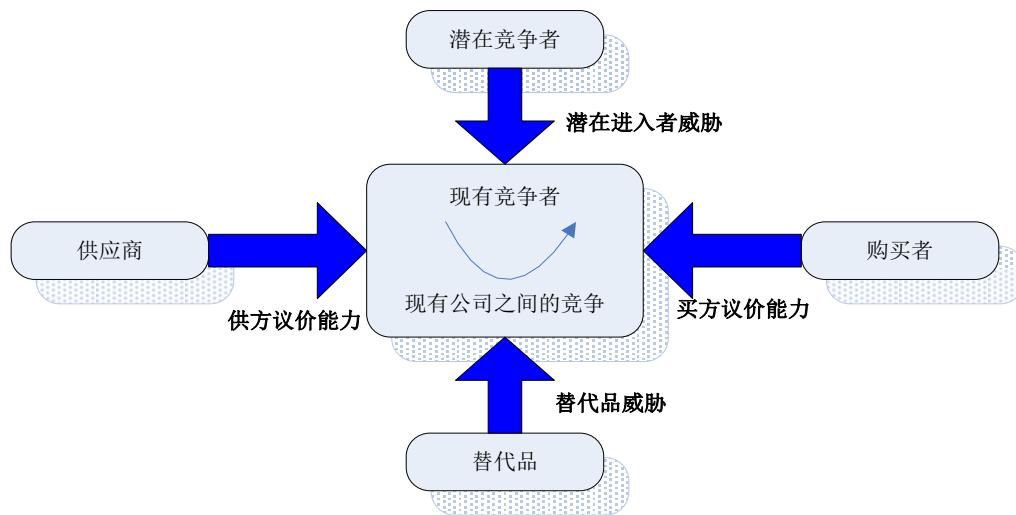 潜在竞争者
潜在进入者威胁
现有竞争者
供应商
购买者
现有公司之间的竞争
供方议价能力
买方议价能力
替代品威胁
替代品